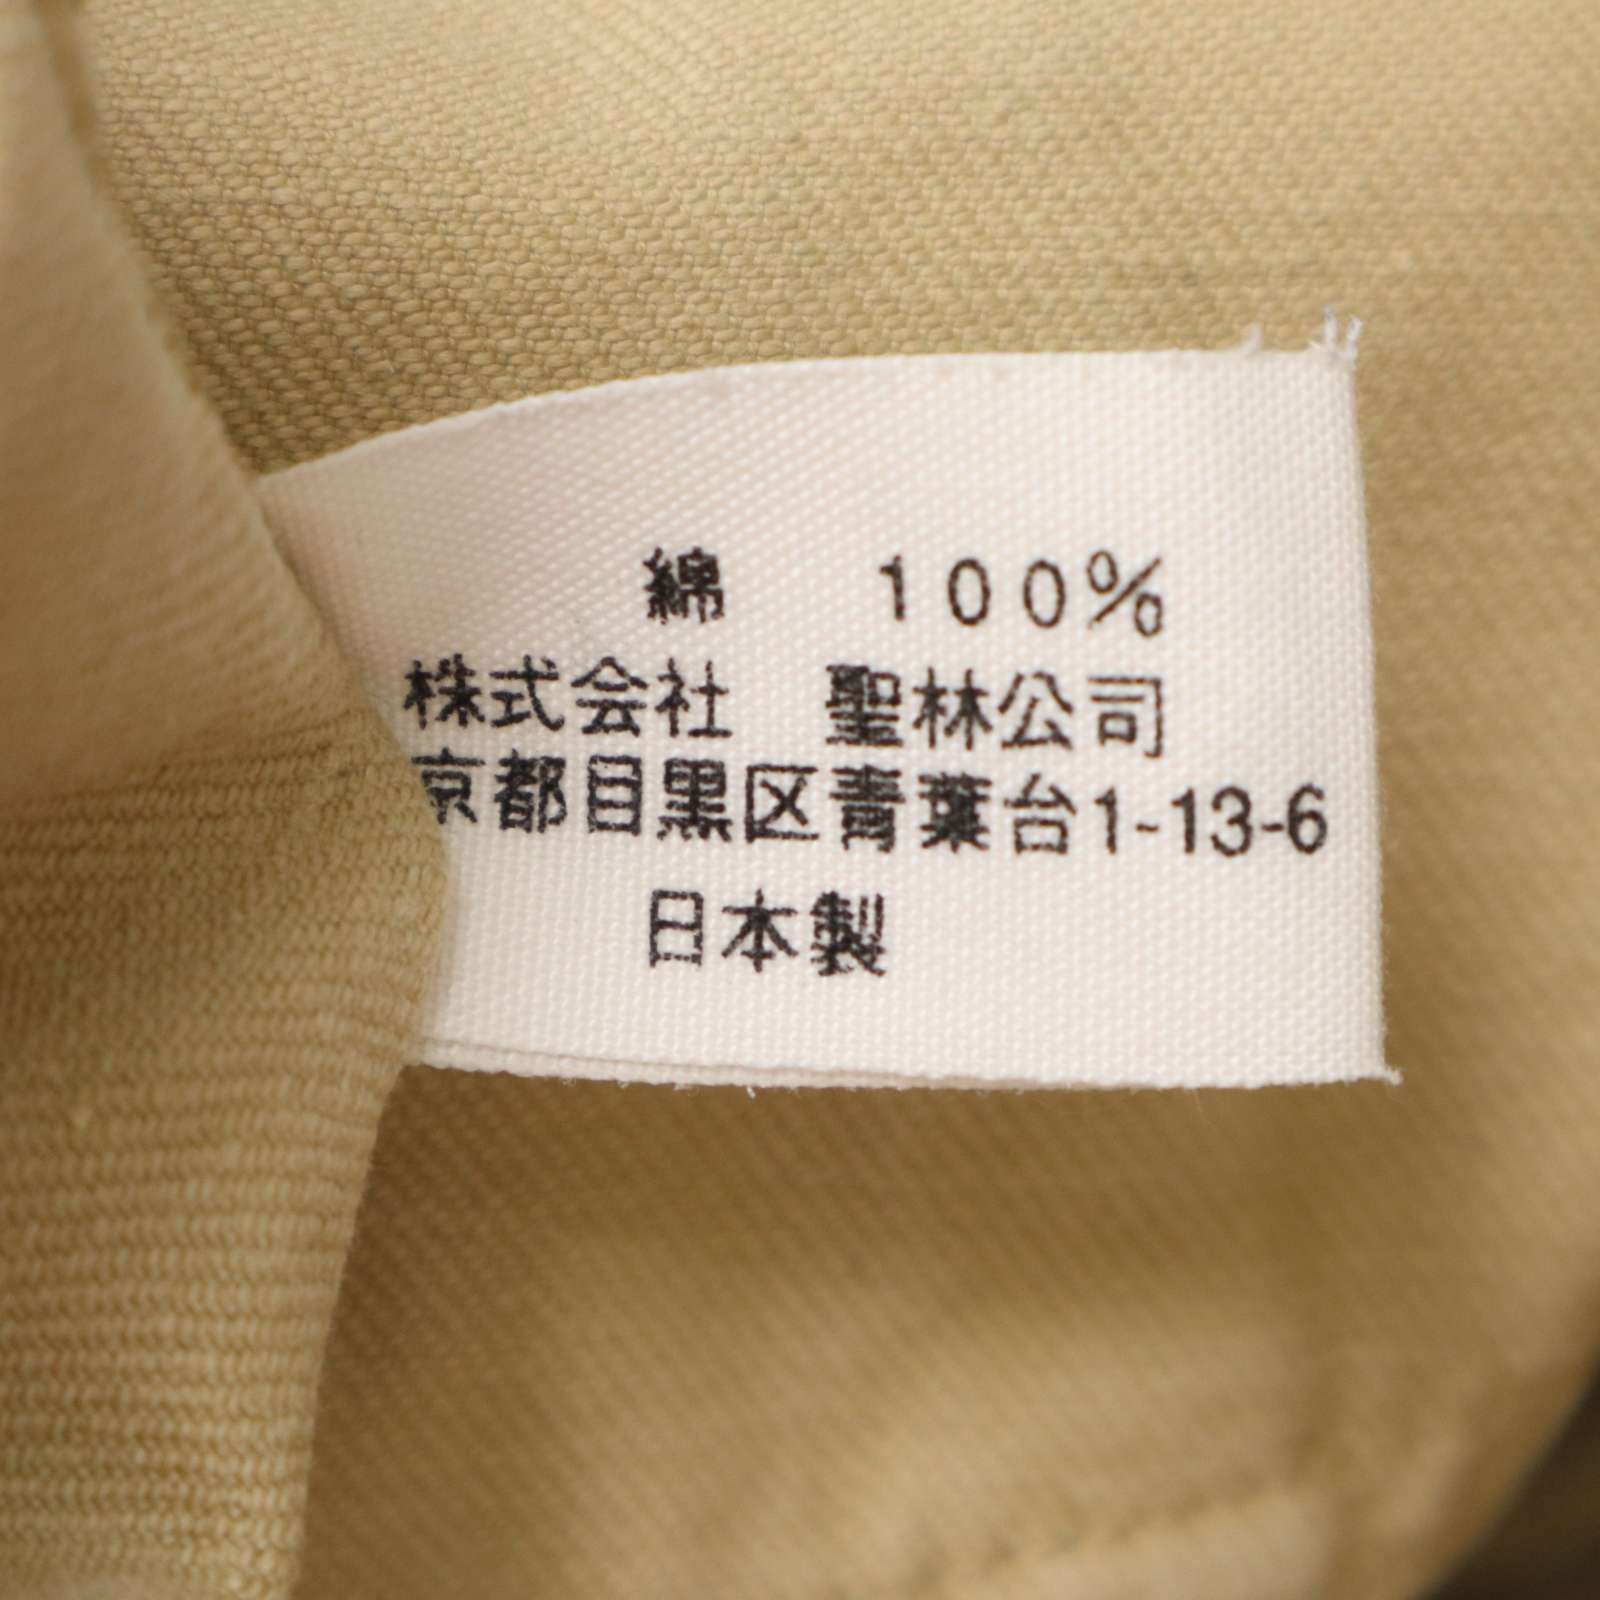 綿 100%
株式会社 聖林公司
京都目黒区青葉台1-13-6
日本製